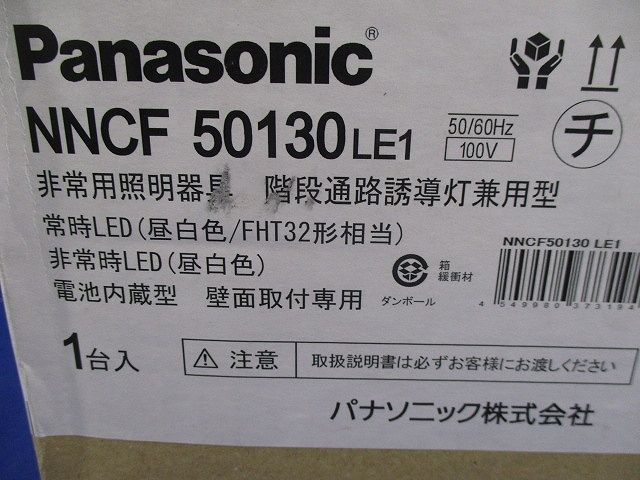 Panasonic®
NNCF 50130 LE1
50/60Hz
100V
チ
非常用照明器具 階段通路誘導灯兼用型
常時LED(昼白色/FHT32形相当)
非常時LED(昼白色)
電池内蔵型 壁面取付専用
ダンボール
箱
緩衝材
NNCF50130 LE1
4 549980 373194
1台入
注意 取扱説明書は必ずお客様にお渡しください
パナソニック株式会社